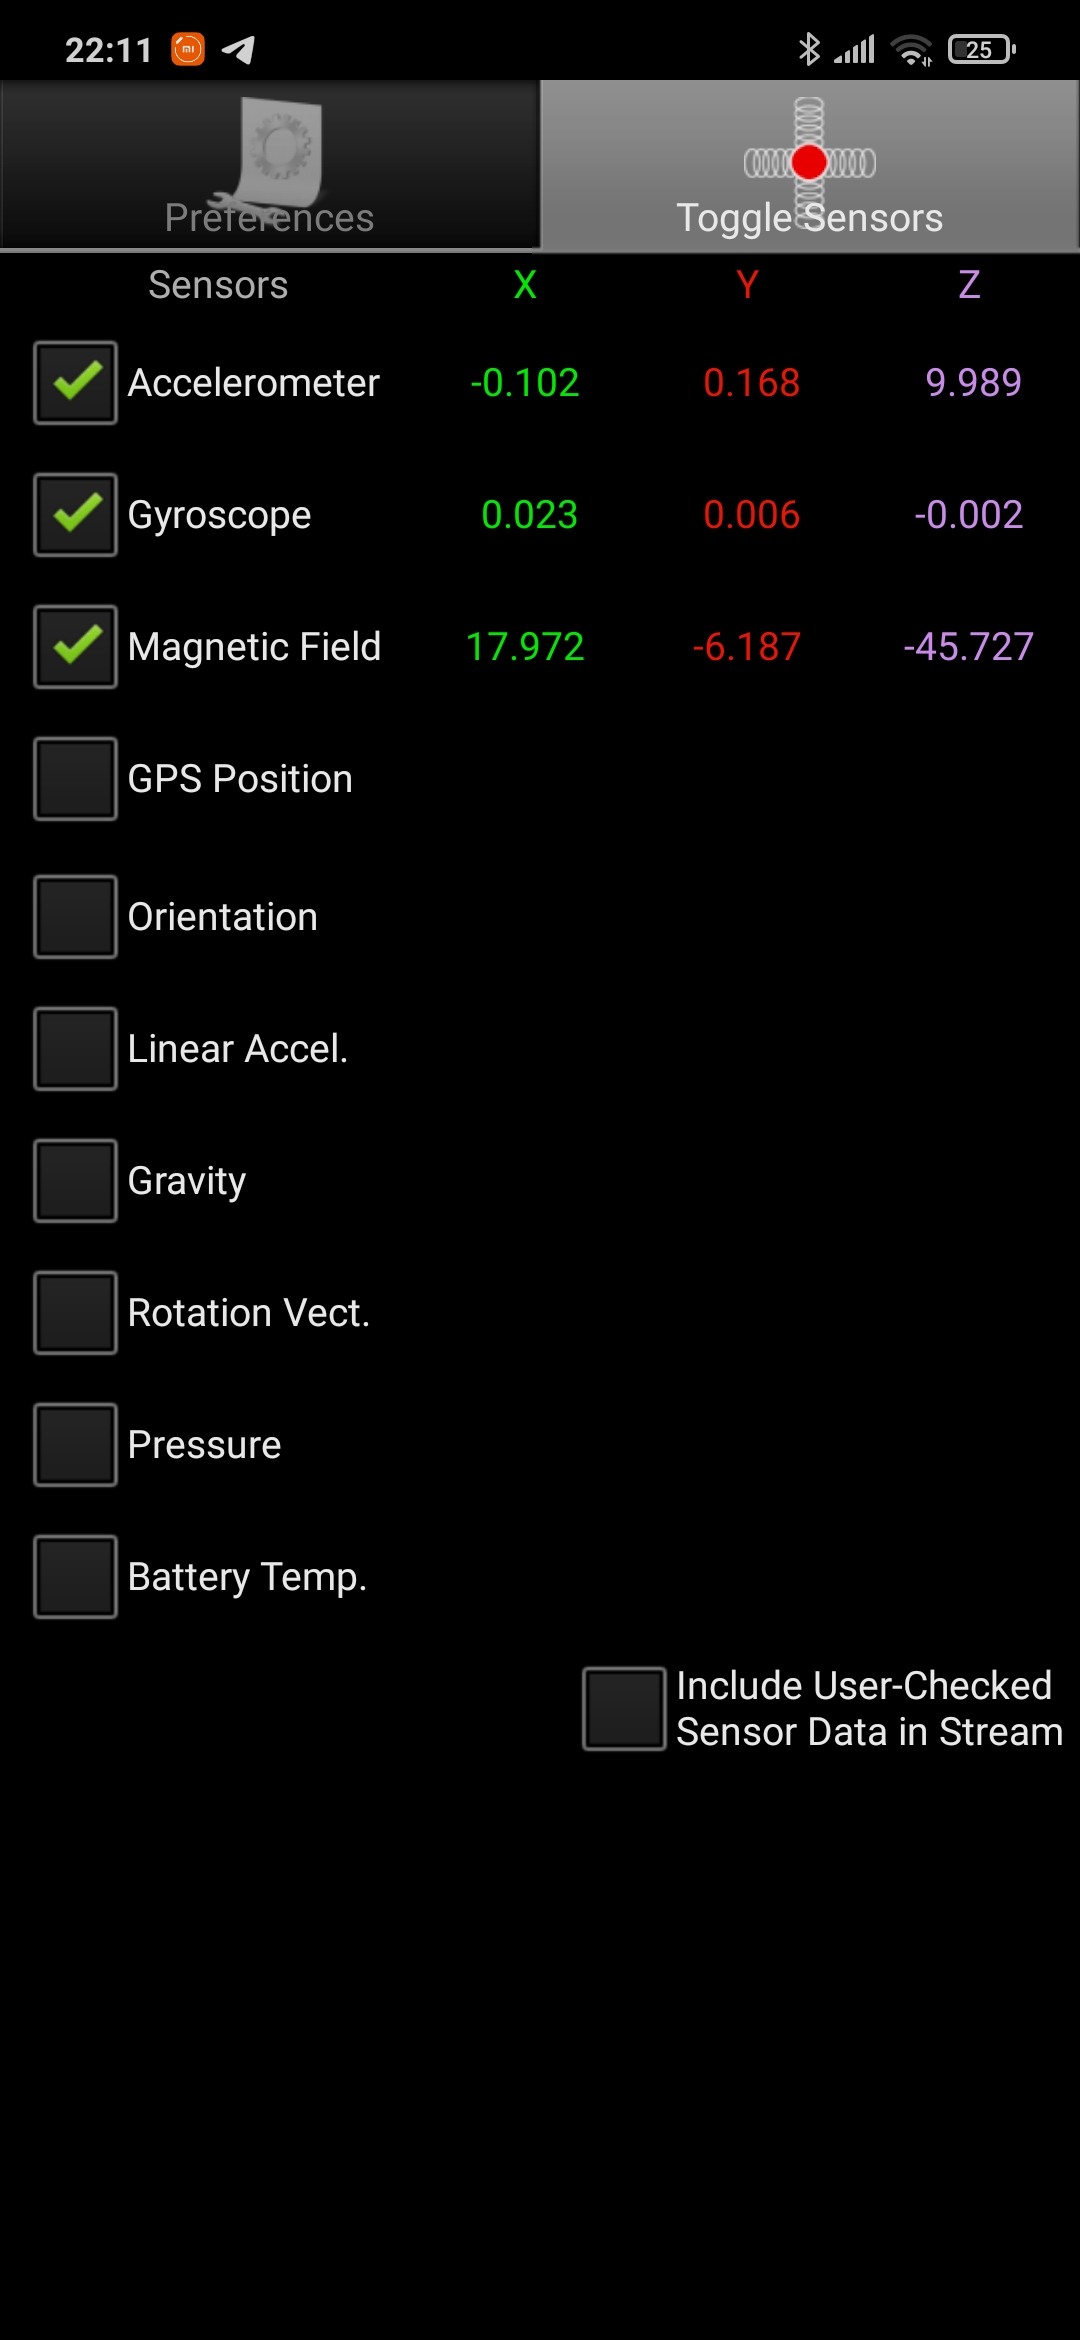 22:11 25
Preferences Toggle Sensors
Sensors X Y Z
Accelerometer -0.102 0.168 9.989
Gyroscope 0.023 0.006 -0.002
Magnetic Field 17.972 -6.187 -45.727
GPS Position
Orientation
Linear Accel.
Gravity
Rotation Vect.
Pressure
Battery Temp.
Include User-Checked
Sensor Data in Stream